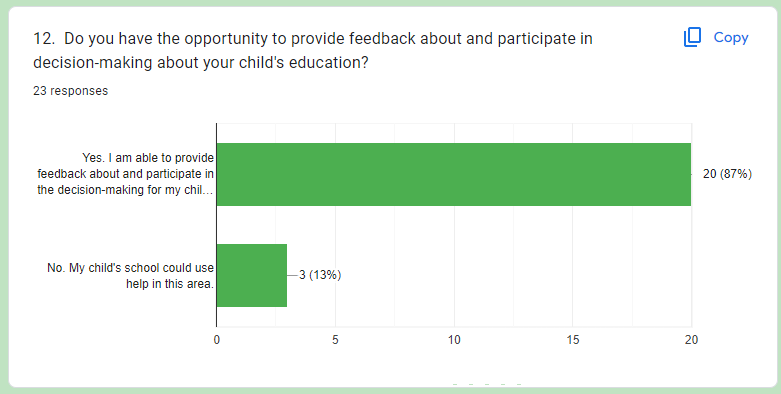 12. Do you have the opportunity to provide feedback about and participate in
decision-making about your child's education?
Copy
23 responses
Yes. I am able to provide
feedback about and participate in
the decision-making for my chil...
20 (87%)
No. My child's school could use
help in this area.
3 (13%)
0
5
10
15
20